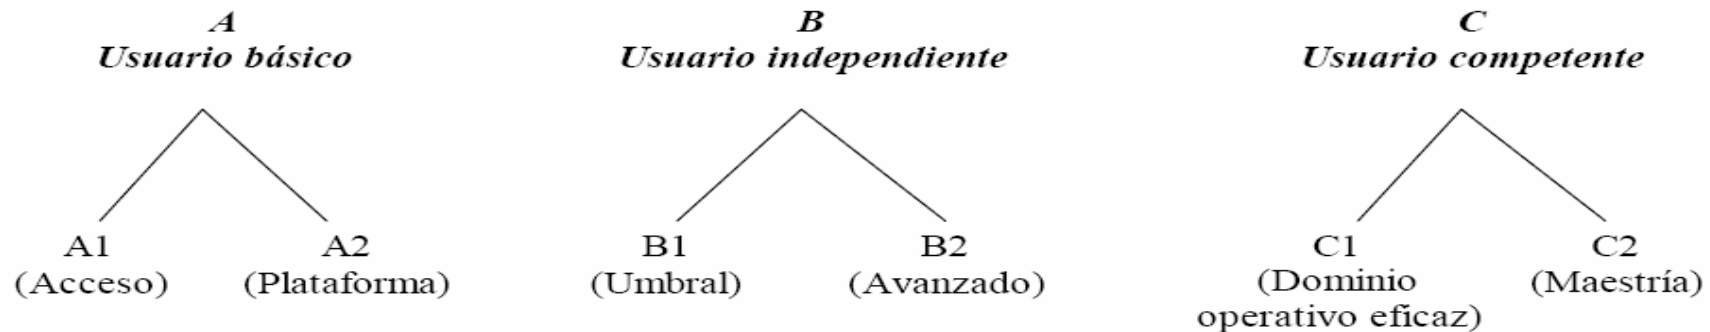 A
Usuario básico
B
Usuario independiente
C
Usuario competente
A1
(Acceso)
A2
(Plataforma)
B1
(Umbral)
B2
(Avanzado)
C1
(Dominio
operativo eficaz)
C2
(Maestría)